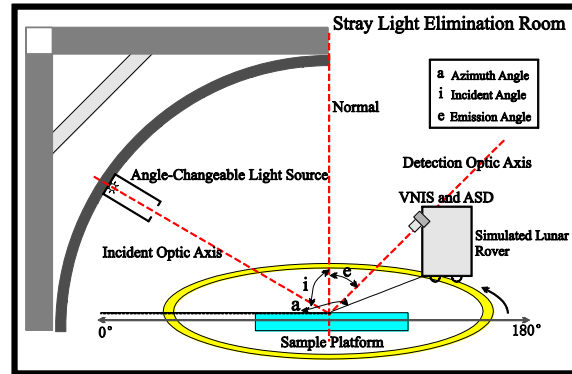 Stray Light Elimination Room
a Azimuth Angle
i Incident Angle
e Emission Angle
Normal
Detection Optic Axis
Angle-Changeable Light Source
VNIS and ASD
Simulated Lunar
Rover
Incident Optic Axis
i
e
a
0°
180°
Sample Platform